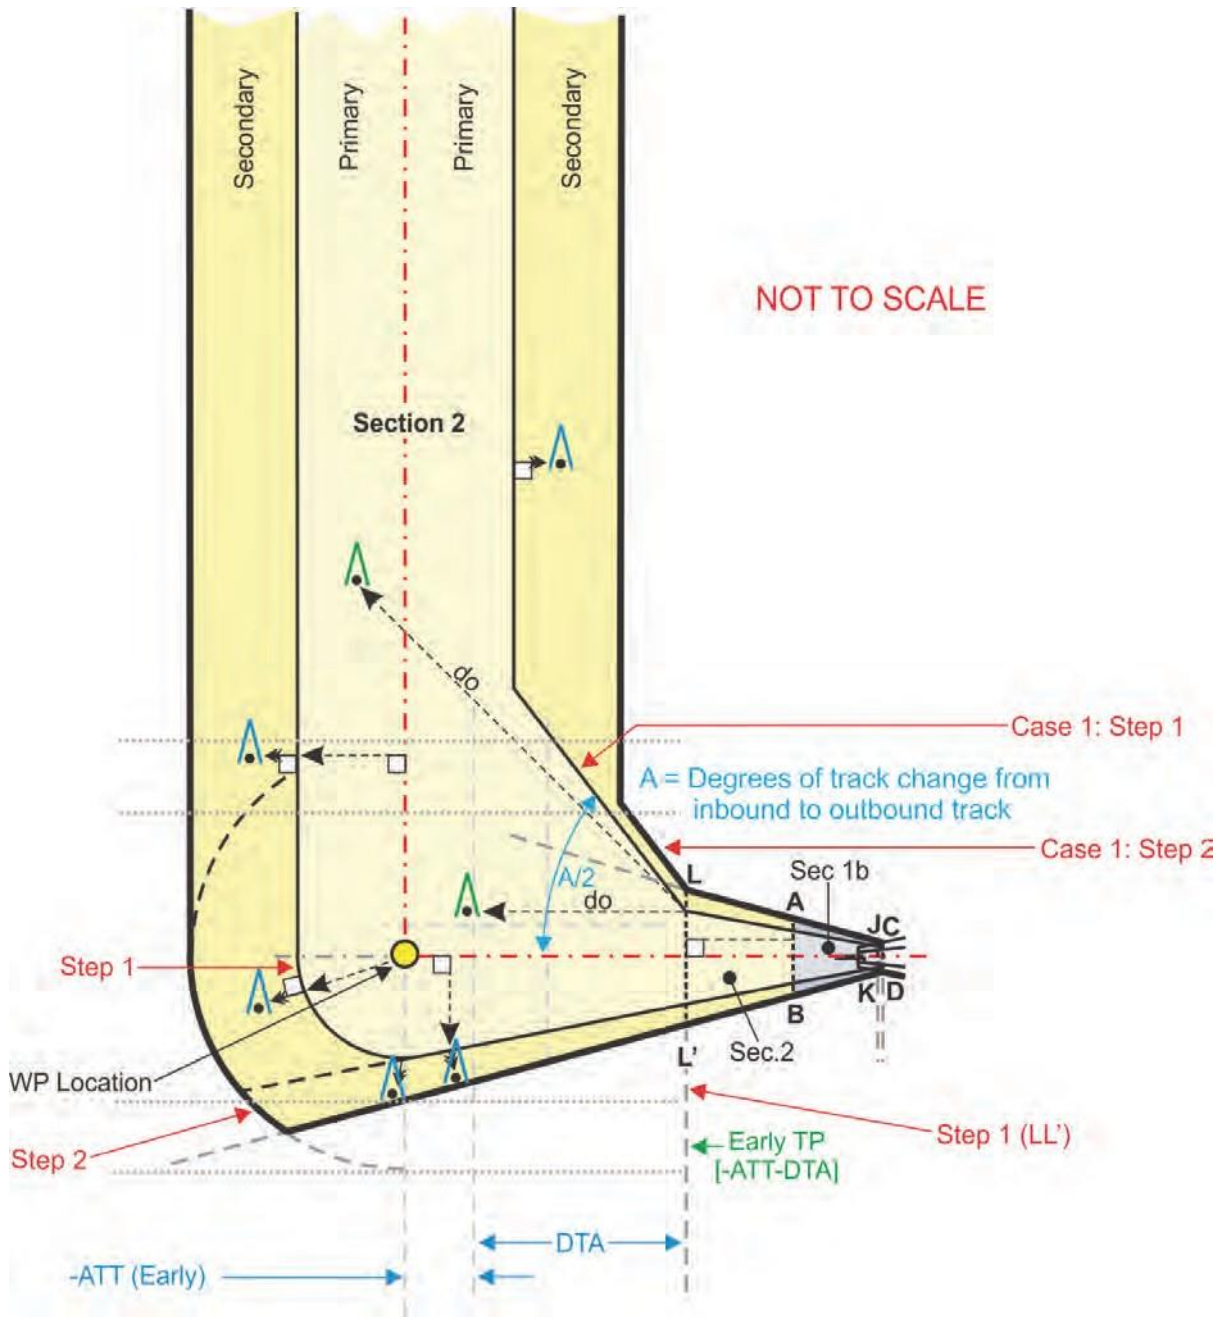 Secondary
Primary
Primary
Secondary
NOT TO SCALE
Section 2
do
Case 1: Step 1
A = Degrees of track change from
inbound to outbound track
Case 1: Step 2
L
A/2
Sec 1b
A
do
J
C
Step 1
K
D
B
L'
Sec.2
WP Location
Step 1 (LL')
Early TP
[-ATT-DTA]
Step 2
DTA
-ATT (Early)